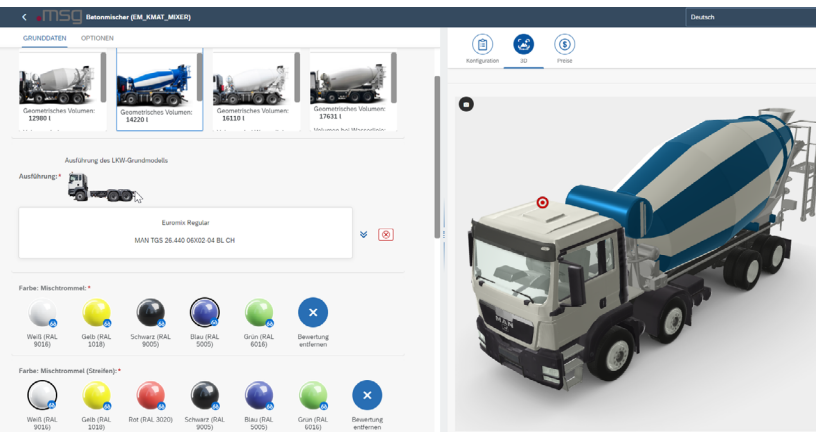 .msg Betonmischer (EM_KMAT_MIXER) Deutsch
GRUNDDATEN OPTIONEN
Konfiguration 3D Preise
Geometrisches Volumen: 12980 l
Geometrisches Volumen: 14220 l
Geometrisches Volumen: 16110 l
Geometrisches Volumen: 17631 l
Volumen bei Wasserlinie:
Ausführung des LKW-Grundmodells
Ausführung:*
Euromix Regular
MAN TGS 26.440 06X02-04 BL CH
Farbe: Mischtrommel: *
Weiß (RAL 9016)
Gelb (RAL 1018)
Schwarz (RAL 9005)
Blau (RAL 5005)
Grün (RAL 6016)
Bewertung entfernen
Farbe: Mischtrommel (Streifen): *
Weiß (RAL 9016)
Gelb (RAL 1018)
Rot (RAL 3020)
Schwarz (RAL 9005)
Blau (RAL 5005)
Grün (RAL 6016)
Bewertung entfernen
MAN